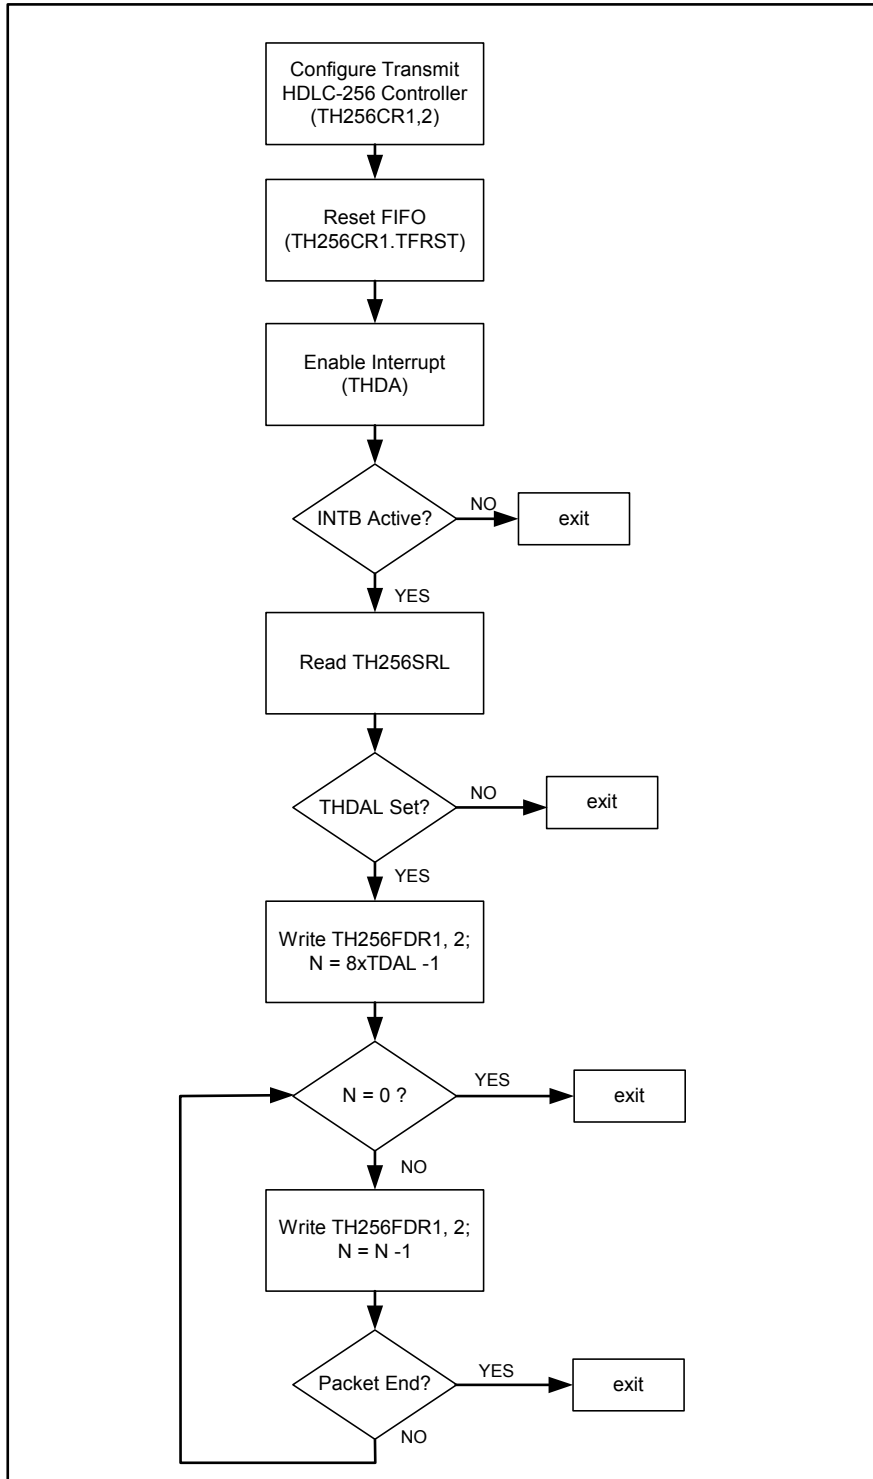 Configure Transmit
HDLC-256 Controller
(TH256CR1,2)
Reset FIFO
(TH256CR1.TFRST)
Enable Interrupt
(THDA)
INTB Active?
NO
exit
YES
Read TH256SRL
THDAL Set?
NO
exit
YES
Write TH256FDR1, 2;
N = 8xTDAL -1
N = 0 ?
YES
exit
NO
Write TH256FDR1, 2;
N = N -1
Packet End?
YES
exit
NO